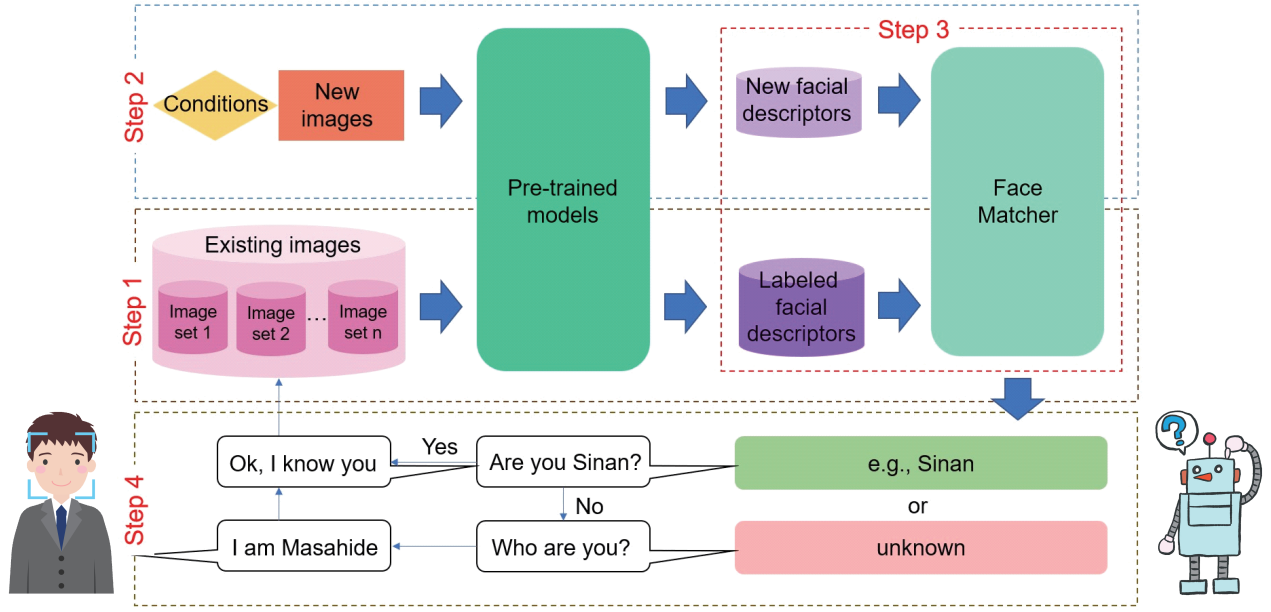 Step 3
Step 2
Conditions
New
images
Pre-trained
models
New facial
descriptors
Face
Matcher
Step 1
Existing images
Image
set 1
Image
set 2
...
Image
set n
Labeled
facial
descriptors
Step 4
Ok, I know you
Yes
Are you Sinan?
e.g., Sinan
No
or
I am Masahide
Who are you?
unknown
?